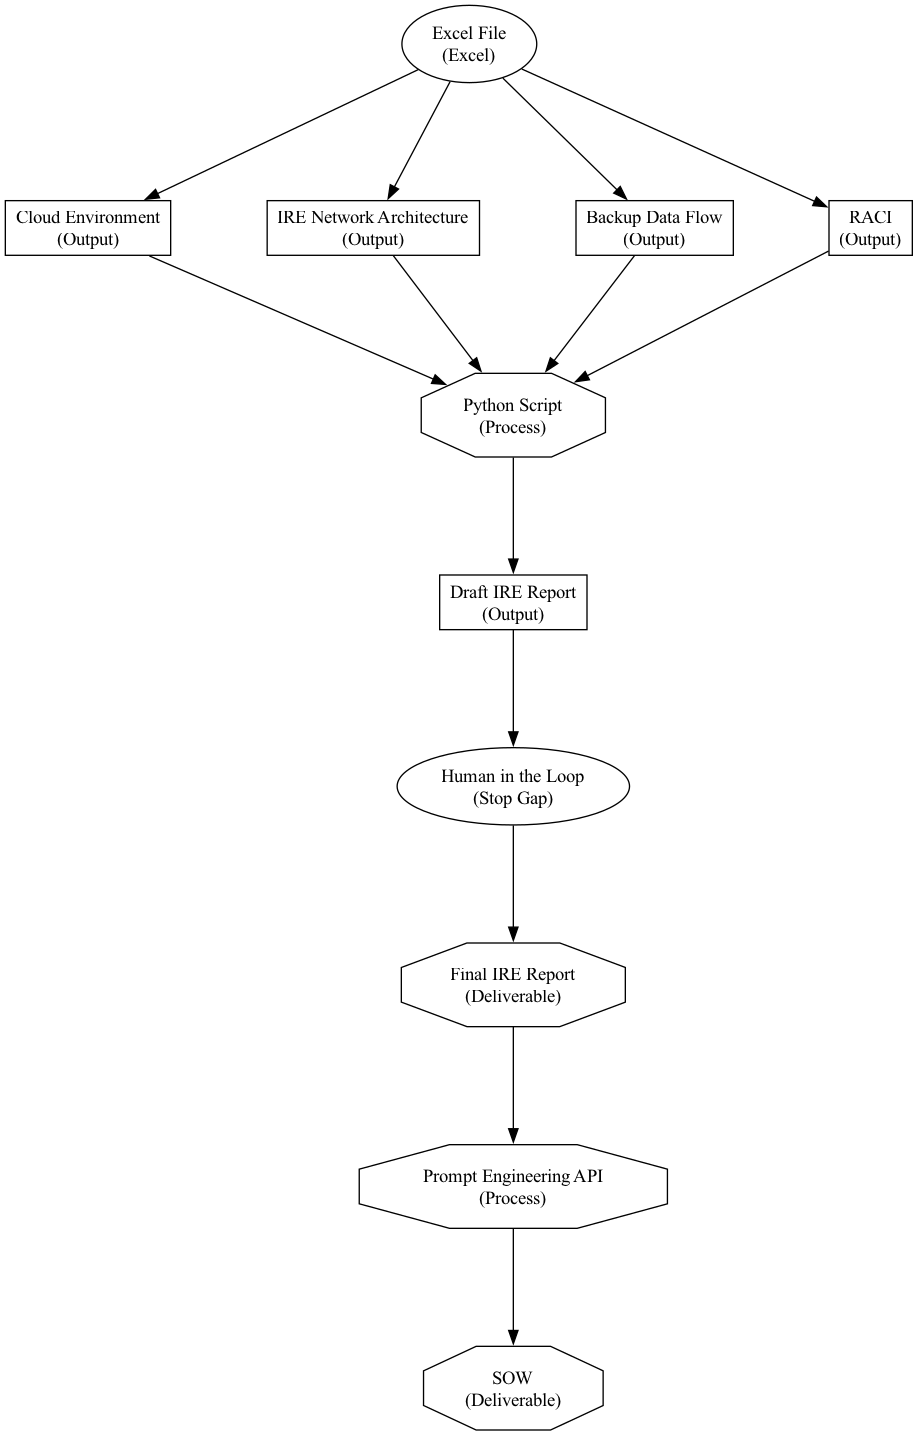 Excel File
(Excel)
Cloud Environment
(Output)
IRE Network Architecture
(Output)
Backup Data Flow
(Output)
RACI
(Output)
Python Script
(Process)
Draft IRE Report
(Output)
Human in the Loop
(Stop Gap)
Final IRE Report
(Deliverable)
Prompt Engineering API
(Process)
SOW
(Deliverable)